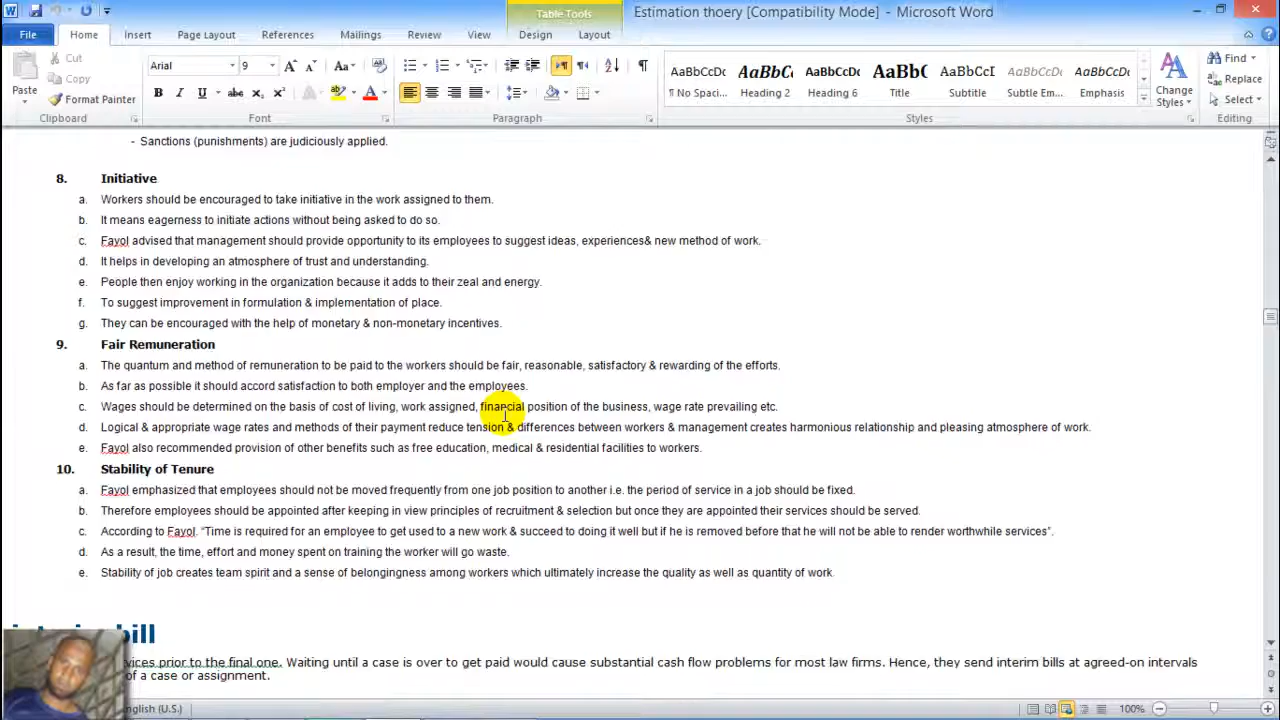 Table Tools
Estimation moery [Compatibility Mode] - Microsoft Word
File Home Insert Page Layout References Mailings Review View Design Layout
Cut
Copy
Format Painter
Paste
Arial 9
AaBbCcDc AaBbC AaBbCcDc AaBbC AaBbCcD AaBbCcDc AaBbCcDc
¶ No Spaci... Heading 2 Heading 6 Title Subtitle Subtle Em... Emphasis
Change Styles
Find
Replace
Select
Clipboard Font Paragraph Styles Editing
- Sanctions (punishments) are judiciously applied.
8. Initiative
a. Workers should be encouraged to take initiative in the work assigned to them.
b. It means eagerness to initiate actions without being asked to do so.
c. Fayol advised that management should provide opportunity to its employees to suggest ideas, experiences& new method of work.
d. It helps in developing an atmosphere of trust and understanding.
e. People then enjoy working in the organization because it adds to their zeal and energy.
f. To suggest improvement in formulation & implementation of place.
g. They can be encouraged with the help of monetary & non-monetary incentives.
9. Fair Remuneration
a. The quantum and method of remuneration to be paid to the workers should be fair, reasonable, satisfactory & rewarding of the efforts.
b. As far as possible it should accord satisfaction to both employer and the employees.
c. Wages should be determined on the basis of cost of living, work assigned, financial position of the business, wage rate prevailing etc.
d. Logical & appropriate wage rates and methods of their payment reduce tension & differences between workers & management creates harmonious relationship and pleasing atmosphere of work.
e. Fayol also recommended provision of other benefits such as free education, medical & residential facilities to workers.
10. Stability of Tenure
a. Fayol emphasized that employees should not be moved frequently from one job position to another i.e. the period of service in a job should be fixed.
b. Therefore employees should be appointed after keeping in view principles of recruitment & selection but once they are appointed their services should be served.
c. According to Fayol. “Time is required for an employee to get used to a new work & succeed to doing it well but if he is removed before that he will not be able to render worthwhile services”.
d. As a result, the time, effort and money spent on training the worker will go waste.
e. Stability of job creates team spirit and a sense of belongingness among workers which ultimately increase the quality as well as quantity of work.
bill
prior to the final one. Waiting until a case is over to get paid would cause substantial cash flow problems for most law firms. Hence, they send interim bills at agreed-on intervals
of a case or assignment.
English (U.S.) 100%